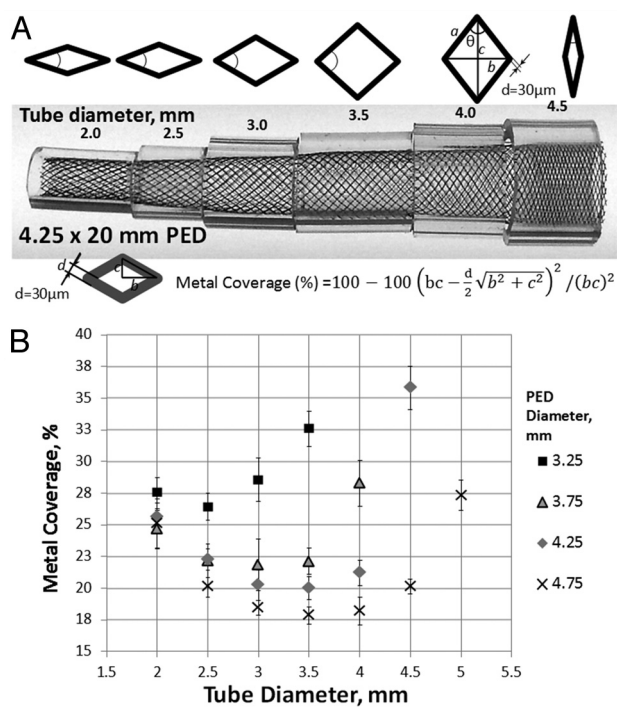 A
a
θ
c
b
d=30μm
Tube diameter, mm
2.0
2.5
3.0
3.5
4.0
4.5
4.25 x 20 mm PED
d
c
b
d=30μm
Metal Coverage (%) =100 − 100 (bc − d/2 √b² + c²)² /(bc)²
B
40
38
35
33
30
28
25
23
20
18
15
Metal Coverage, %
1.5 2 2.5 3 3.5 4 4.5 5 5.5
Tube Diameter, mm
PED
Diameter,
mm
3.25
3.75
4.25
4.75